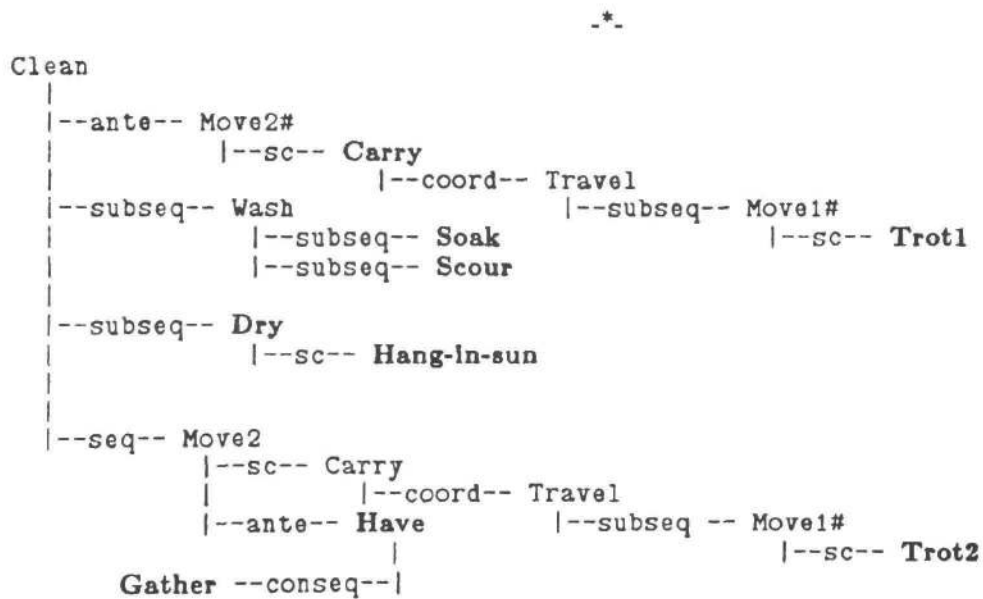 -*-
Clean
|
|--ante-- Move2#
| |--sc-- Carry
| |--coord-- Travel
|--subseq-- Wash |--subseq-- Move1#
| |--subseq-- Soak |--sc-- Trot1
| |--subseq-- Scour
|
|--subseq-- Dry
| |--sc-- Hang-in-sun
|
|
|--seq-- Move2
|--sc-- Carry
| |--coord-- Travel
|--ante-- Have |--subseq -- Move1#
| |--sc-- Trot2
Gather --conseq--|